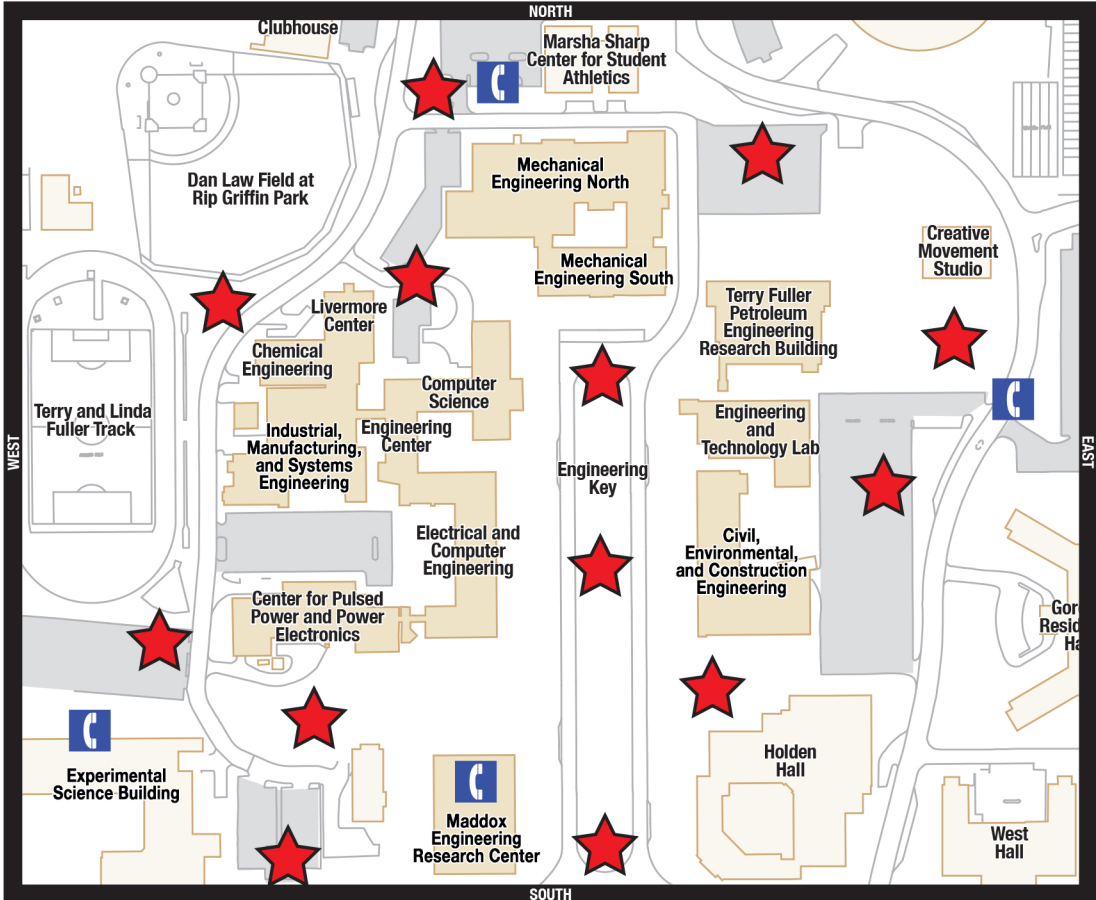 NORTH
Clubhouse
Marsha Sharp
Center for Student
Athletics
Mechanical
Engineering North
Dan Law Field at
Rip Griffin Park
Creative
Movement
Studio
Mechanical
Engineering South
Livermore
Center
Terry Fuller
Petroleum
Engineering
Research Building
Chemical
Engineering
Computer
Science
Terry and Linda
Fuller Track
Engineering
and
Technology Lab
Industrial,
Manufacturing,
and Systems
Engineering
Engineering
Center
WEST
EAST
Engineering
Key
Electrical and
Computer
Engineering
Civil,
Environmental,
and Construction
Engineering
Center for Pulsed
Power and Power
Electronics
Gor
Resid
Ha
Experimental
Science Building
Holden
Hall
Maddox
Engineering
Research Center
West
Hall
SOUTH